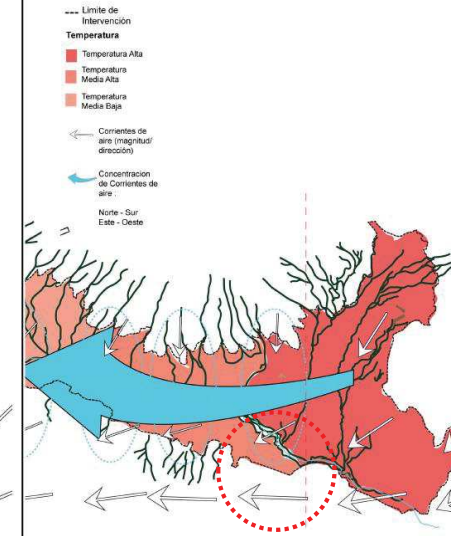 Limite de
Intervención
Temperatura
Temperatura Alta
Temperatura
Media Alta
Temperatura
Media Baja
Corrientes de
aire (magnitud/
dirección)
Concentracion
de Corrientes de
aire :
Norte - Sur
Este - Oeste